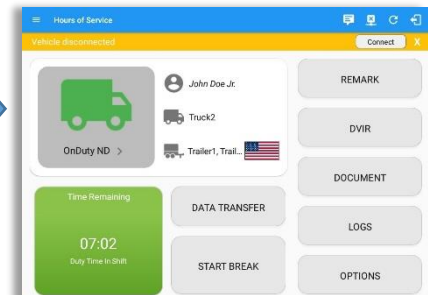 Hours of Service
Vehicle disconnected
Connect X
John Doe Jr.
Truck2
Trailer1, Trail...
OnDuty ND >
REMARK
DVIR
DOCUMENT
LOGS
OPTIONS
Time Remaining
07:02
Duty Time In Shift
DATA TRANSFER
START BREAK